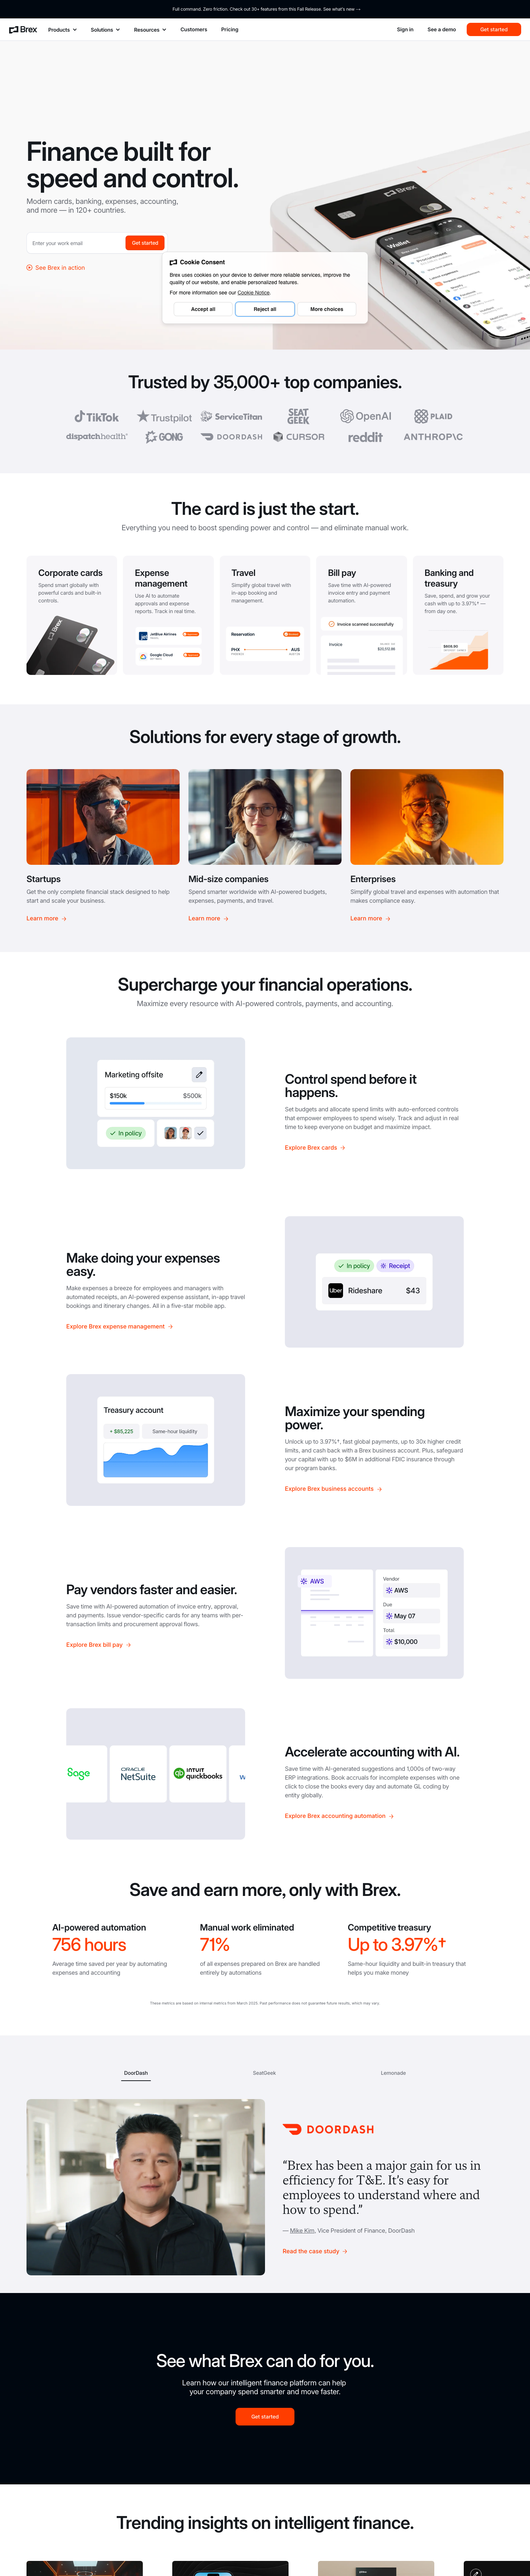 Full command. Zero friction. Check out 30+ features from this Fall Release. See what's new →
Brex
Products
Solutions
Resources
Customers
Pricing
Sign in
See a demo
Get started
Finance built for
speed and control.
Modern cards, banking, expenses, accounting,
and more — in 120+ countries.
Enter your work email
Get started
See Brex in action
Brex
Wallet
Cookie Consent
Brex uses cookies on your device to deliver more reliable services, improve the
quality of our website, and enable personalized features.
For more information see our Cookie Notice.
Accept all
Reject all
More choices
Trusted by 35,000+ top companies.
TikTok
Trustpilot
ServiceTitan
SEAT
GEEK
OpenAI
PLAID
dispatchhealth
GONG
DOORDASH
CURSOR
reddit
ANTHROP\C
The card is just the start.
Everything you need to boost spending power and control — and eliminate manual work.
Corporate cards
Spend smart globally with
powerful cards and built-in
controls.
Brex
Expense
management
Use AI to automate
approvals and expense
reports. Track in real time.
JetBlue Airlines
Google Cloud
Travel
Simplify global travel with
in-app booking and
management.
Reservation
PHX
AUS
Bill pay
Save time with AI-powered
invoice entry and payment
automation.
Invoice scanned successfully
Invoice
Banking and
treasury
Save, spend, and grow your
cash with up to 3.97%† —
from day one.
Solutions for every stage of growth.
Startups
Get the only complete financial stack designed to help
start and scale your business.
Learn more →
Mid-size companies
Spend smarter worldwide with AI-powered budgets,
expenses, payments, and travel.
Learn more →
Enterprises
Simplify global travel and expenses with automation that
makes compliance easy.
Learn more →
Supercharge your financial operations.
Maximize every resource with AI-powered controls, payments, and accounting.
Marketing offsite
$150k
$500k
In policy
Control spend before it
happens.
Set budgets and allocate spend limits with auto-enforced controls
that empower employees to spend wisely. Track and adjust in real
time to keep everyone on budget and maximize impact.
Explore Brex cards →
Make doing your expenses
easy.
Make expenses a breeze for employees and managers with
automated receipts, an AI-powered expense assistant, in-app travel
bookings and itinerary changes. All in a five-star mobile app.
Explore Brex expense management →
In policy
Receipt
Uber
Rideshare
$43
Treasury account
+ $85,225
Same-hour liquidity
Maximize your spending
power.
Unlock up to 3.97%†, fast global payments, up to 30x higher credit
limits, and cash back with a Brex business account. Plus, safeguard
your capital with up to $6M in additional FDIC insurance through
our program banks.
Explore Brex business accounts →
Pay vendors faster and easier.
Save time with AI-powered automation of invoice entry, approval,
and payments. Issue vendor-specific cards for any teams with per-
transaction limits and procurement approval flows.
Explore Brex bill pay →
AWS
Vendor
AWS
Due
May 07
Total
$10,000
Sage
ORACLE
NetSuite
INTUIT
quickbooks
w
Accelerate accounting with AI.
Save time with AI-generated suggestions and 1,000s of two-way
ERP integrations. Book accruals for incomplete expenses with one
click to close the books every day and automate GL coding by
entity globally.
Explore Brex accounting automation →
Save and earn more, only with Brex.
AI-powered automation
756 hours
Average time saved per year by automating
expenses and accounting
Manual work eliminated
71%
of all expenses prepared on Brex are handled
entirely by automations
Competitive treasury
Up to 3.97%†
Same-hour liquidity and built-in treasury that
helps you make money
These metrics are based on internal metrics from March 2025. Past performance does not guarantee future results, which may vary.
DoorDash
SeatGeek
Lemonade
DOORDASH
“Brex has been a major gain for us in
efficiency for T&E. It’s easy for
employees to understand where and
how to spend.”
— Mike Kim, Vice President of Finance, DoorDash
Read the case study →
See what Brex can do for you.
Learn how our intelligent finance platform can help
your company spend smarter and move faster.
Get started
Trending insights on intelligent finance.